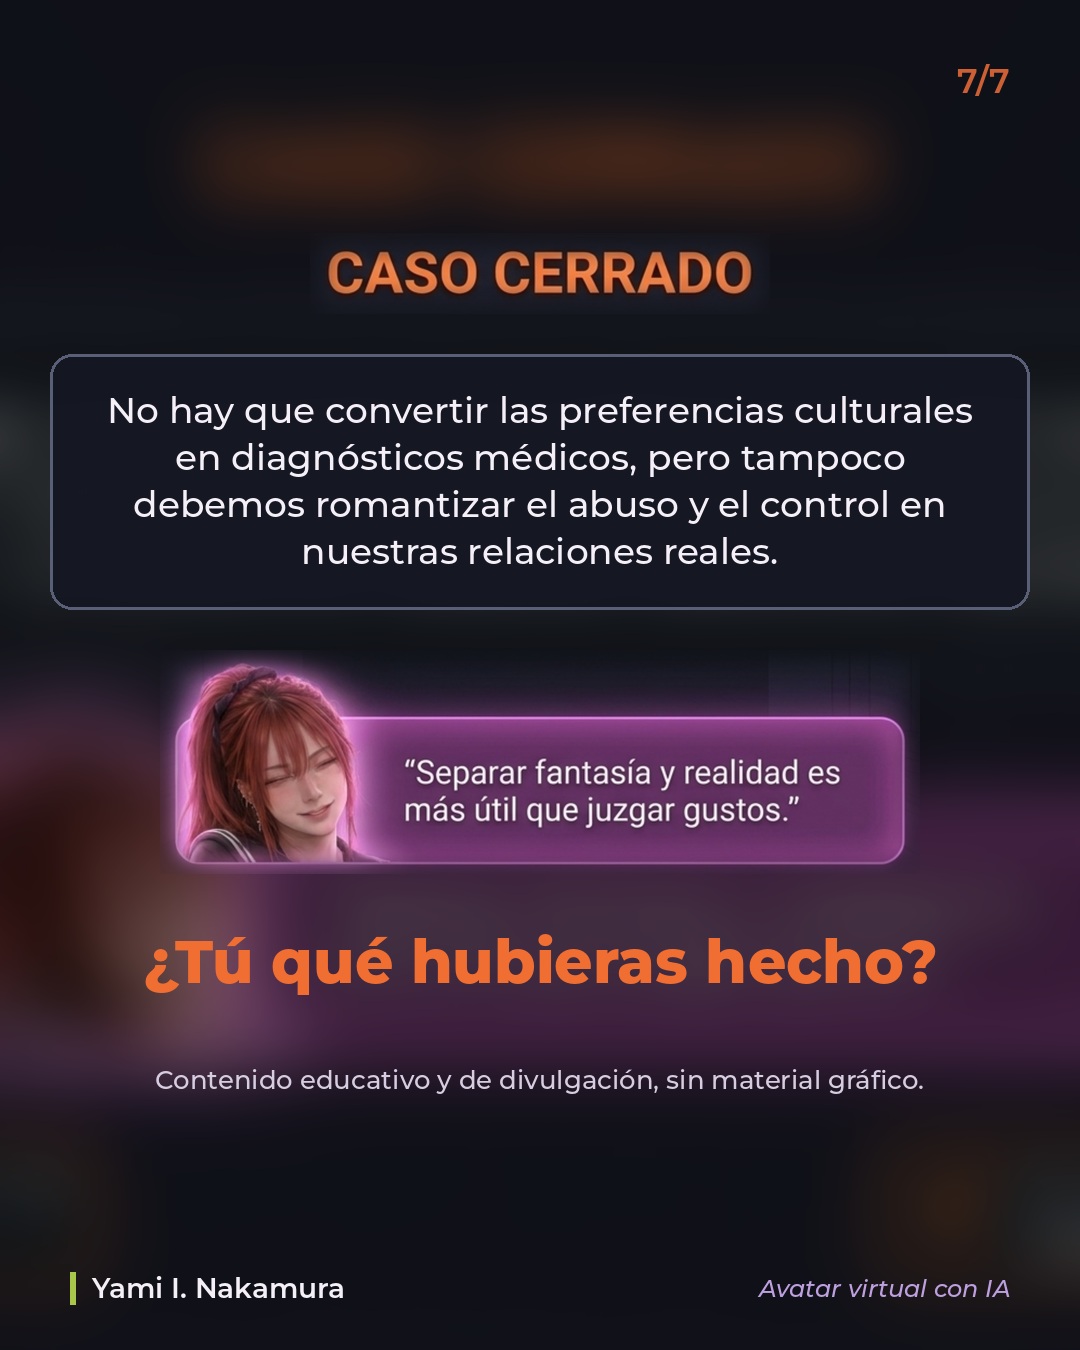 7/7
CASO CERRADO
No hay que convertir las preferencias culturales
en diagnósticos médicos, pero tampoco
debemos romantizar el abuso y el control en
nuestras relaciones reales.
“Separar fantasía y realidad es
más útil que juzgar gustos.”
¿Tú qué hubieras hecho?
Contenido educativo y de divulgación, sin material gráfico.
Yami I. Nakamura
Avatar virtual con IA